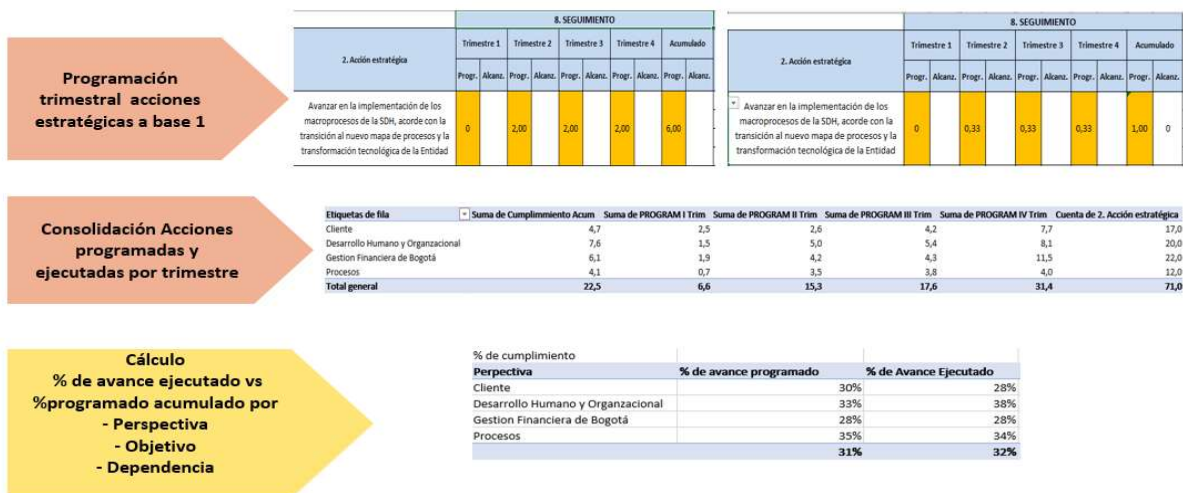 Programación
trimestral acciones
estratégicas a base 1
8. SEGUIMIENTO
2. Acción estratégica
Trimestre 1 Trimestre 2 Trimestre 3 Trimestre 4 Acumulado
Progr. Alcanz. Progr. Alcanz. Progr. Alcanz. Progr. Alcanz. Progr. Alcanz.
Avanzar en la implementación de los
macroprocesos de la SDH, acorde con la
transición al nuevo mapa de procesos y la
transformación tecnológica de la Entidad
0 2,00 2,00 2,00 6,00
8. SEGUIMIENTO
2. Acción estratégica
Trimestre 1 Trimestre 2 Trimestre 3 Trimestre 4 Acumulado
Progr. Alcanz. Progr. Alcanz. Progr. Alcanz. Progr. Alcanz. Progr. Alcanz.
Avanzar en la implementación de los
macroprocesos de la SDH, acorde con la
transición al nuevo mapa de procesos y la
transformación tecnológica de la Entidad
0 0,33 0,33 0,33 1,00 0
Consolidación Acciones
programadas y
ejecutadas por trimestre
Etiquetas de fila Suma de Cumplimmiento Acum Suma de PROGRAM I Trim Suma de PROGRAM II Trim Suma de PROGRAM III Trim Suma de PROGRAM IV Trim Cuenta de 2. Acción estratégica
Cliente 4,7 2,5 2,6 4,2 7,7 17,0
Desarrollo Humano y Organzacional 7,6 1,5 5,0 5,4 8,1 20,0
Gestion Financiera de Bogotá 6,1 1,9 4,2 4,3 11,5 22,0
Procesos 4,1 0,7 3,5 3,8 4,0 12,0
Total general 22,5 6,6 15,3 17,6 31,4 71,0
Cálculo
% de avance ejecutado vs
%programado acumulado por
- Perspectiva
- Objetivo
- Dependencia
% de cumplimiento
Perpectiva % de avance programado % de Avance Ejecutado
Cliente 30% 28%
Desarrollo Humano y Organzacional 33% 38%
Gestion Financiera de Bogotá 28% 28%
Procesos 35% 34%
31% 32%